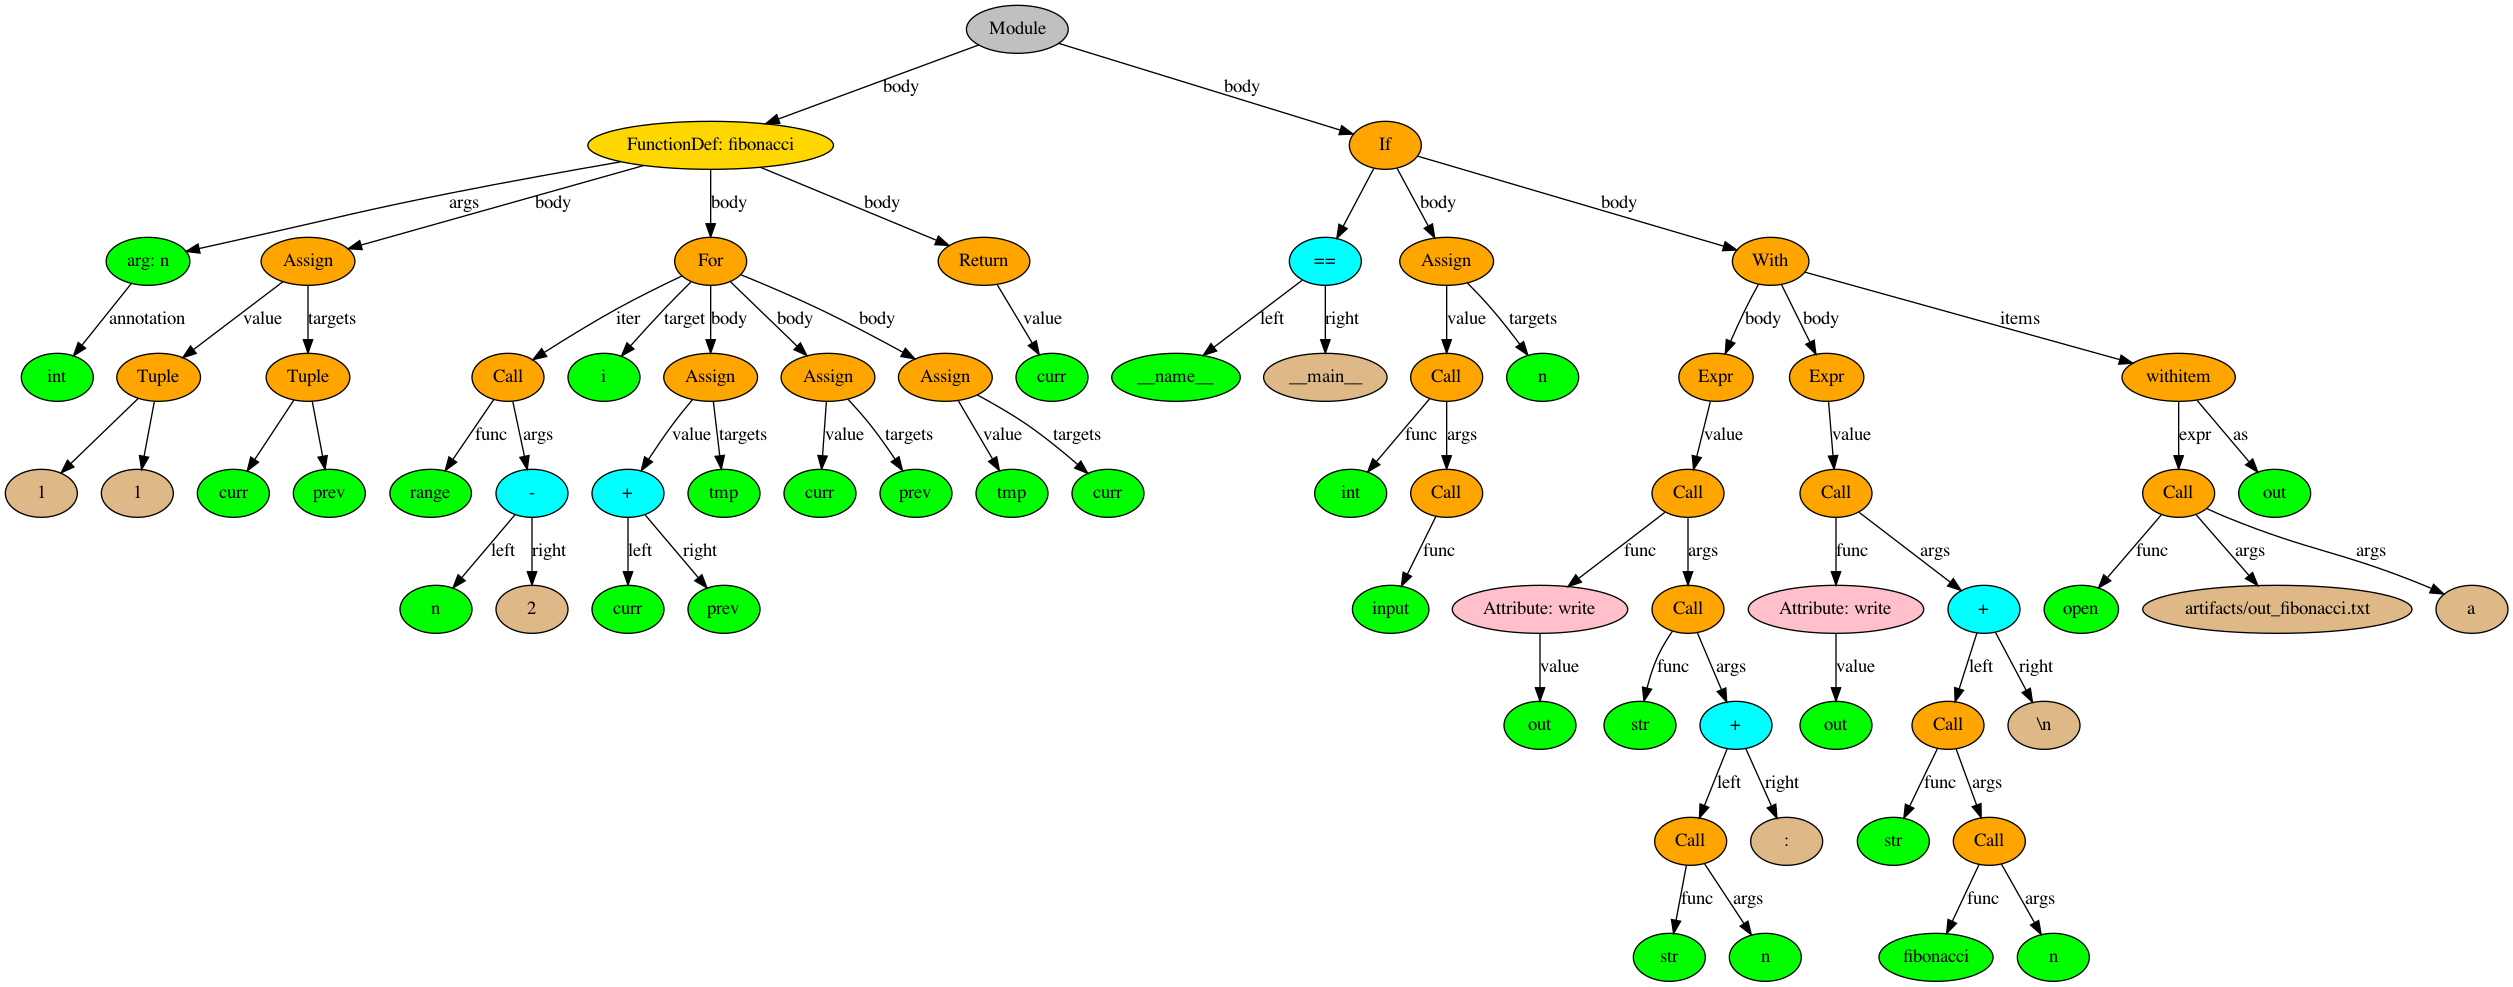 Module
body body
FunctionDef: fibonacci If
args body body body body body
arg: n Assign For Return == Assign With
annotation value targets iter target body body body value left right value targets body body items
int Tuple Tuple Call i Assign Assign Assign curr __name__ __main__ Call n Expr Expr withitem
func args value targets value targets value targets func args value value expr as
1 1 curr prev range - + tmp curr prev tmp curr int Call Call Call Call out
left right left right func func args func args func args args
n 2 curr prev input Attribute: write Call Attribute: write + open artifacts/out_fibonacci.txt a
value func args value left right
out str + out Call \n
left right func args
Call : str Call
func args func args
str n fibonacci n